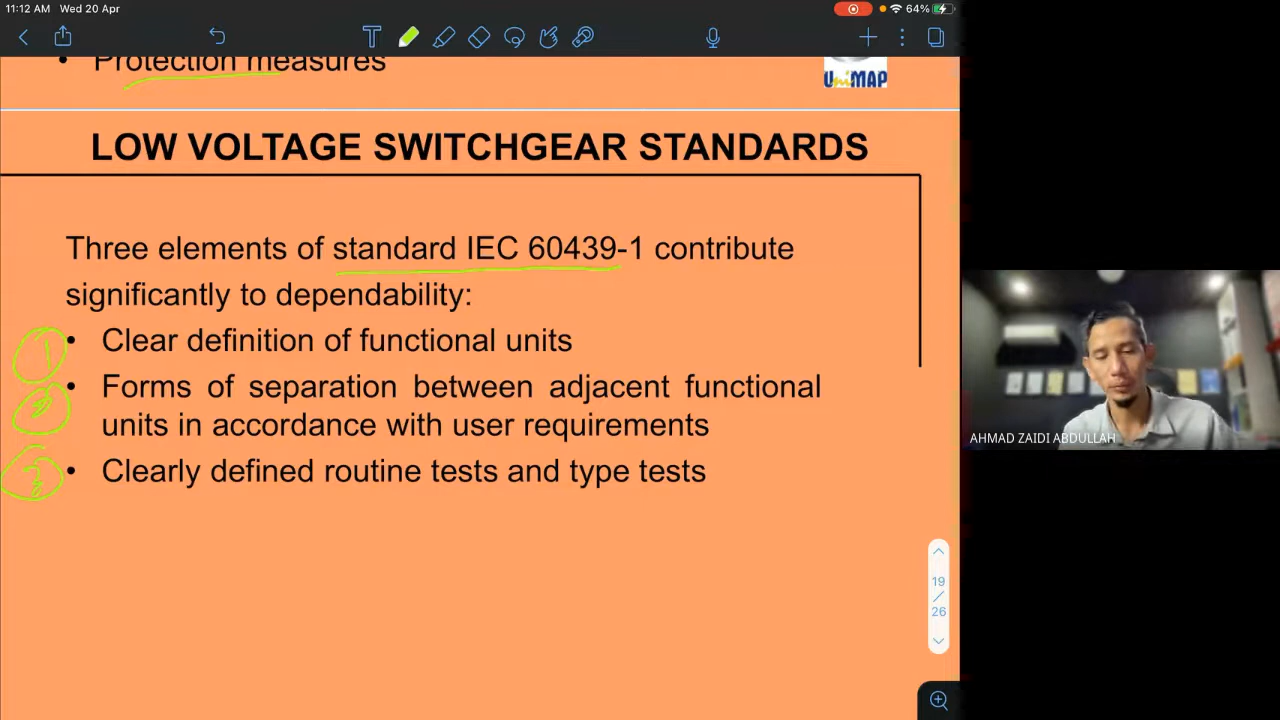 11:12 AM Wed 20 Apr
64%
• Protection measures
UniMAP
LOW VOLTAGE SWITCHGEAR STANDARDS
Three elements of standard IEC 60439-1 contribute
significantly to dependability:
1 • Clear definition of functional units
2 • Forms of separation between adjacent functional
units in accordance with user requirements
3 • Clearly defined routine tests and type tests
AHMAD ZAIDI ABDULLAH
19
/
26